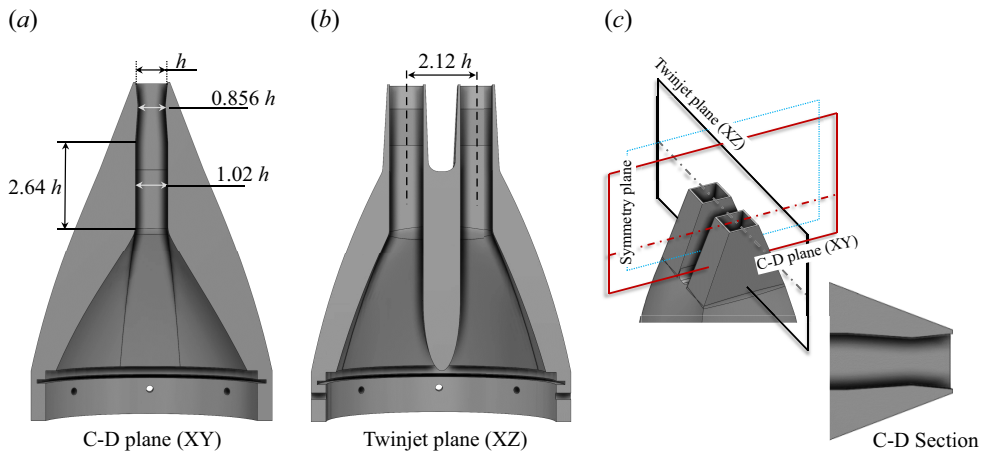 (a)
h
0.856 h
2.64 h
1.02 h
C-D plane (XY)
(b)
2.12 h
Twinjet plane (XZ)
(c)
Twinjet plane (XZ)
Symmetry plane
C-D plane (XY)
C-D Section